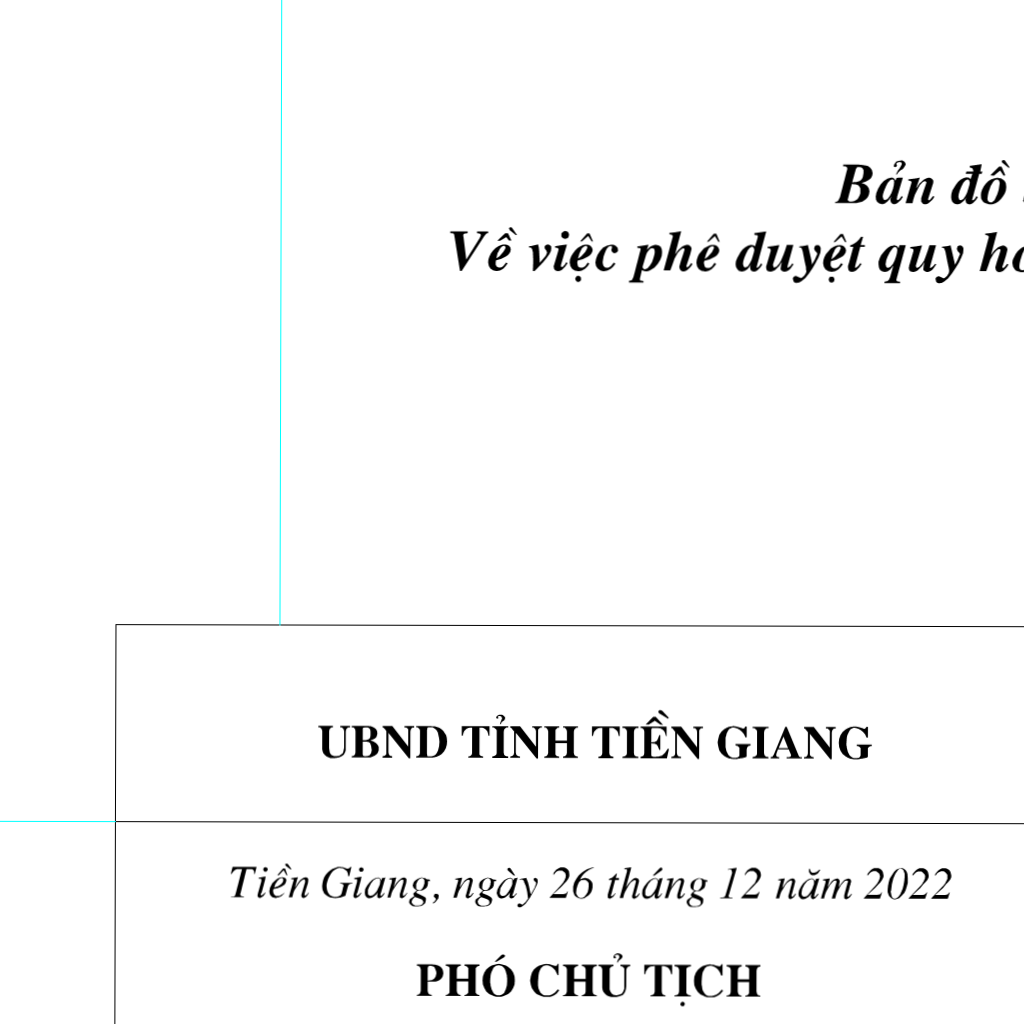 Bản đồ
Về việc phê duyệt quy
UBND TỈNH TIỀN GIANG
Tiền Giang, ngày 26 tháng 12 năm 2022
PHÓ CHỦ TỊCH